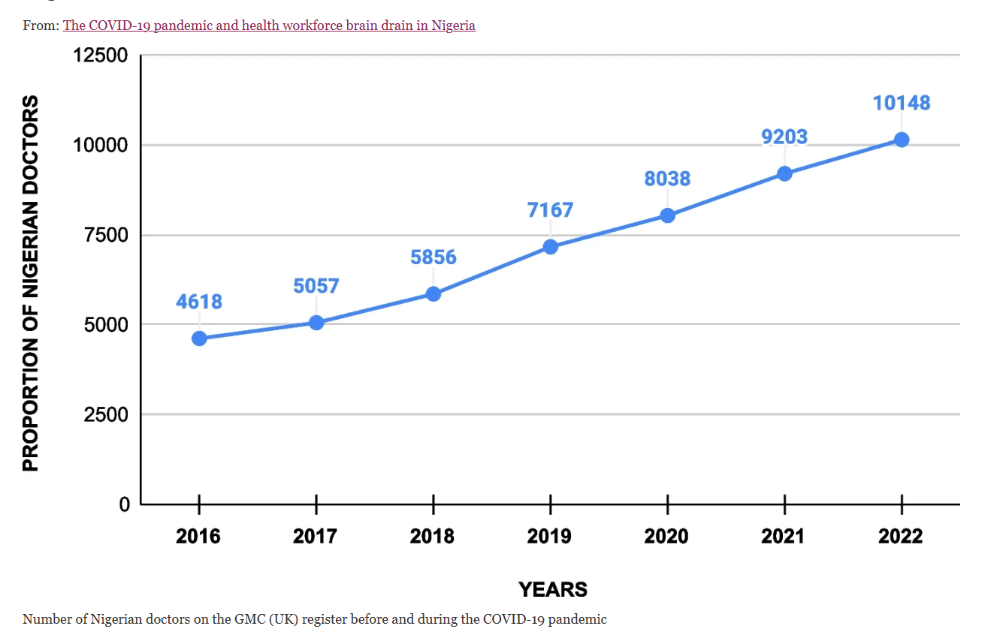 From: The COVID-19 pandemic and health workforce brain drain in Nigeria
12500
10000
7500
5000
2500
0
PROPORTION OF NIGERIAN DOCTORS
4618
5057
5856
7167
8038
9203
10148
2016 2017 2018 2019 2020 2021 2022
YEARS
Number of Nigerian doctors on the GMC (UK) register before and during the COVID-19 pandemic